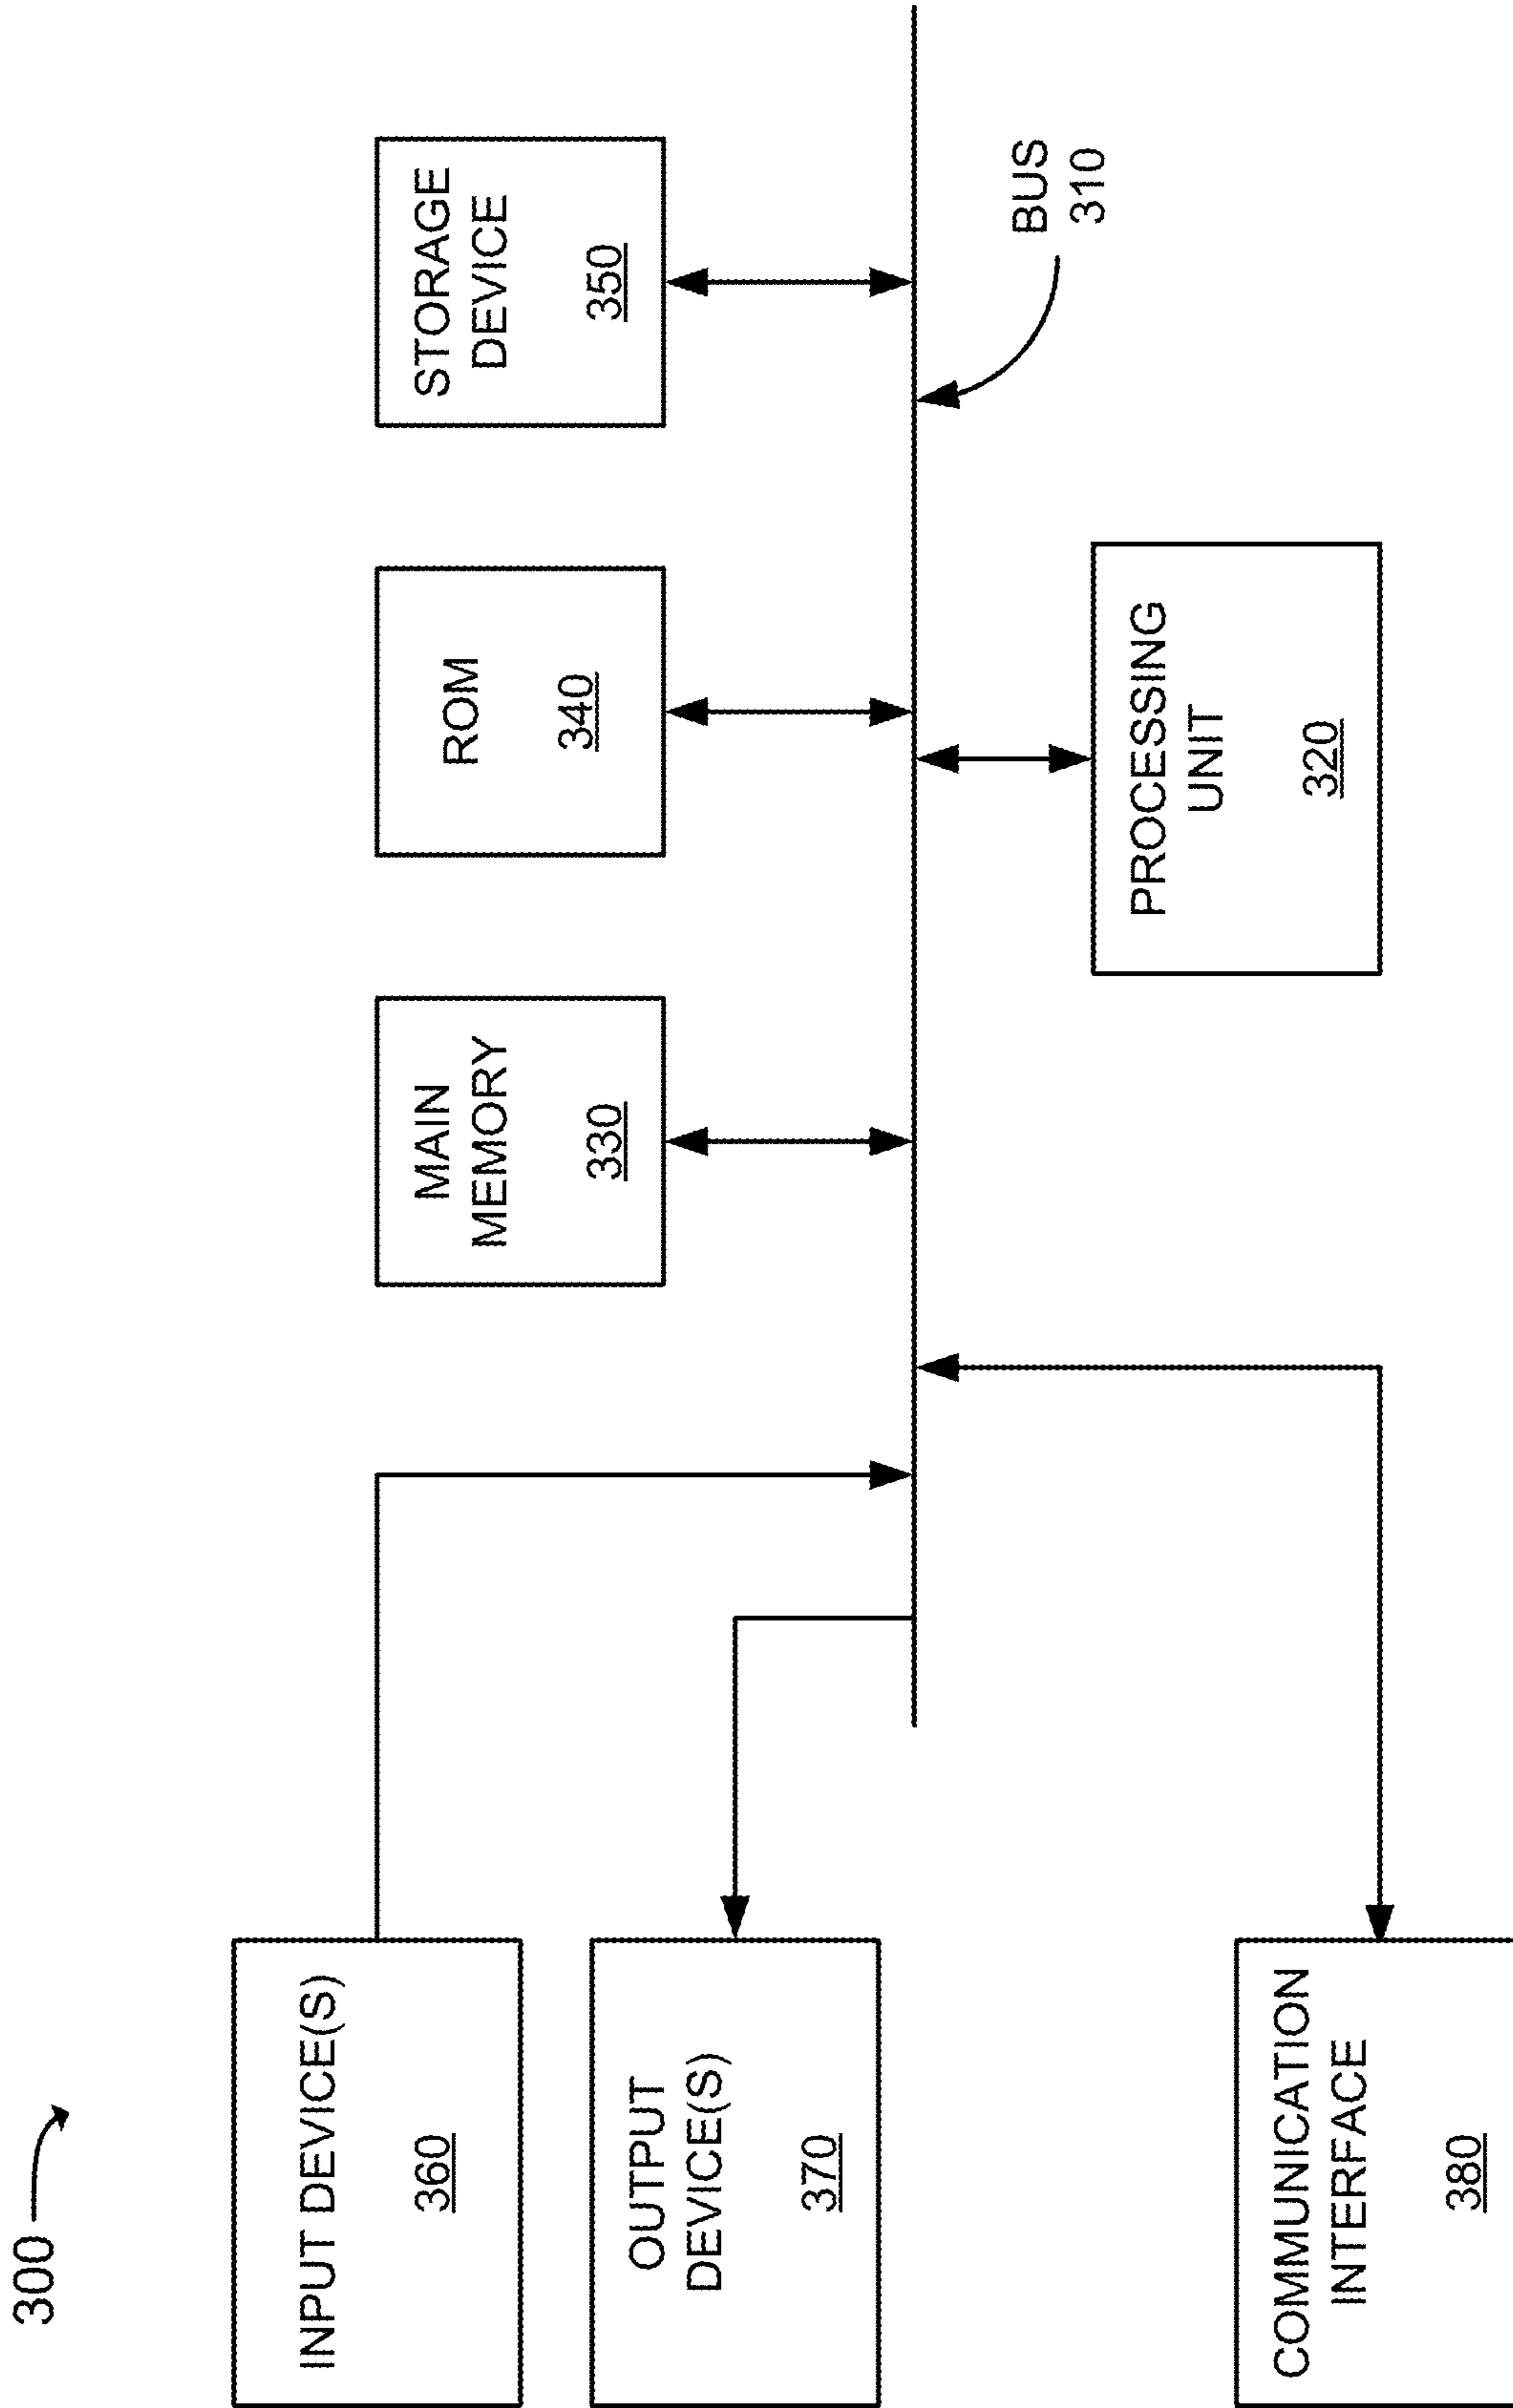 300
INPUT DEVICE(S)
360
OUTPUT
DEVICE(S)
370
COMMUNICATION
INTERFACE
380
MAIN
MEMORY
330
ROM
340
STORAGE
DEVICE
350
BUS
310
PROCESSING
UNIT
320